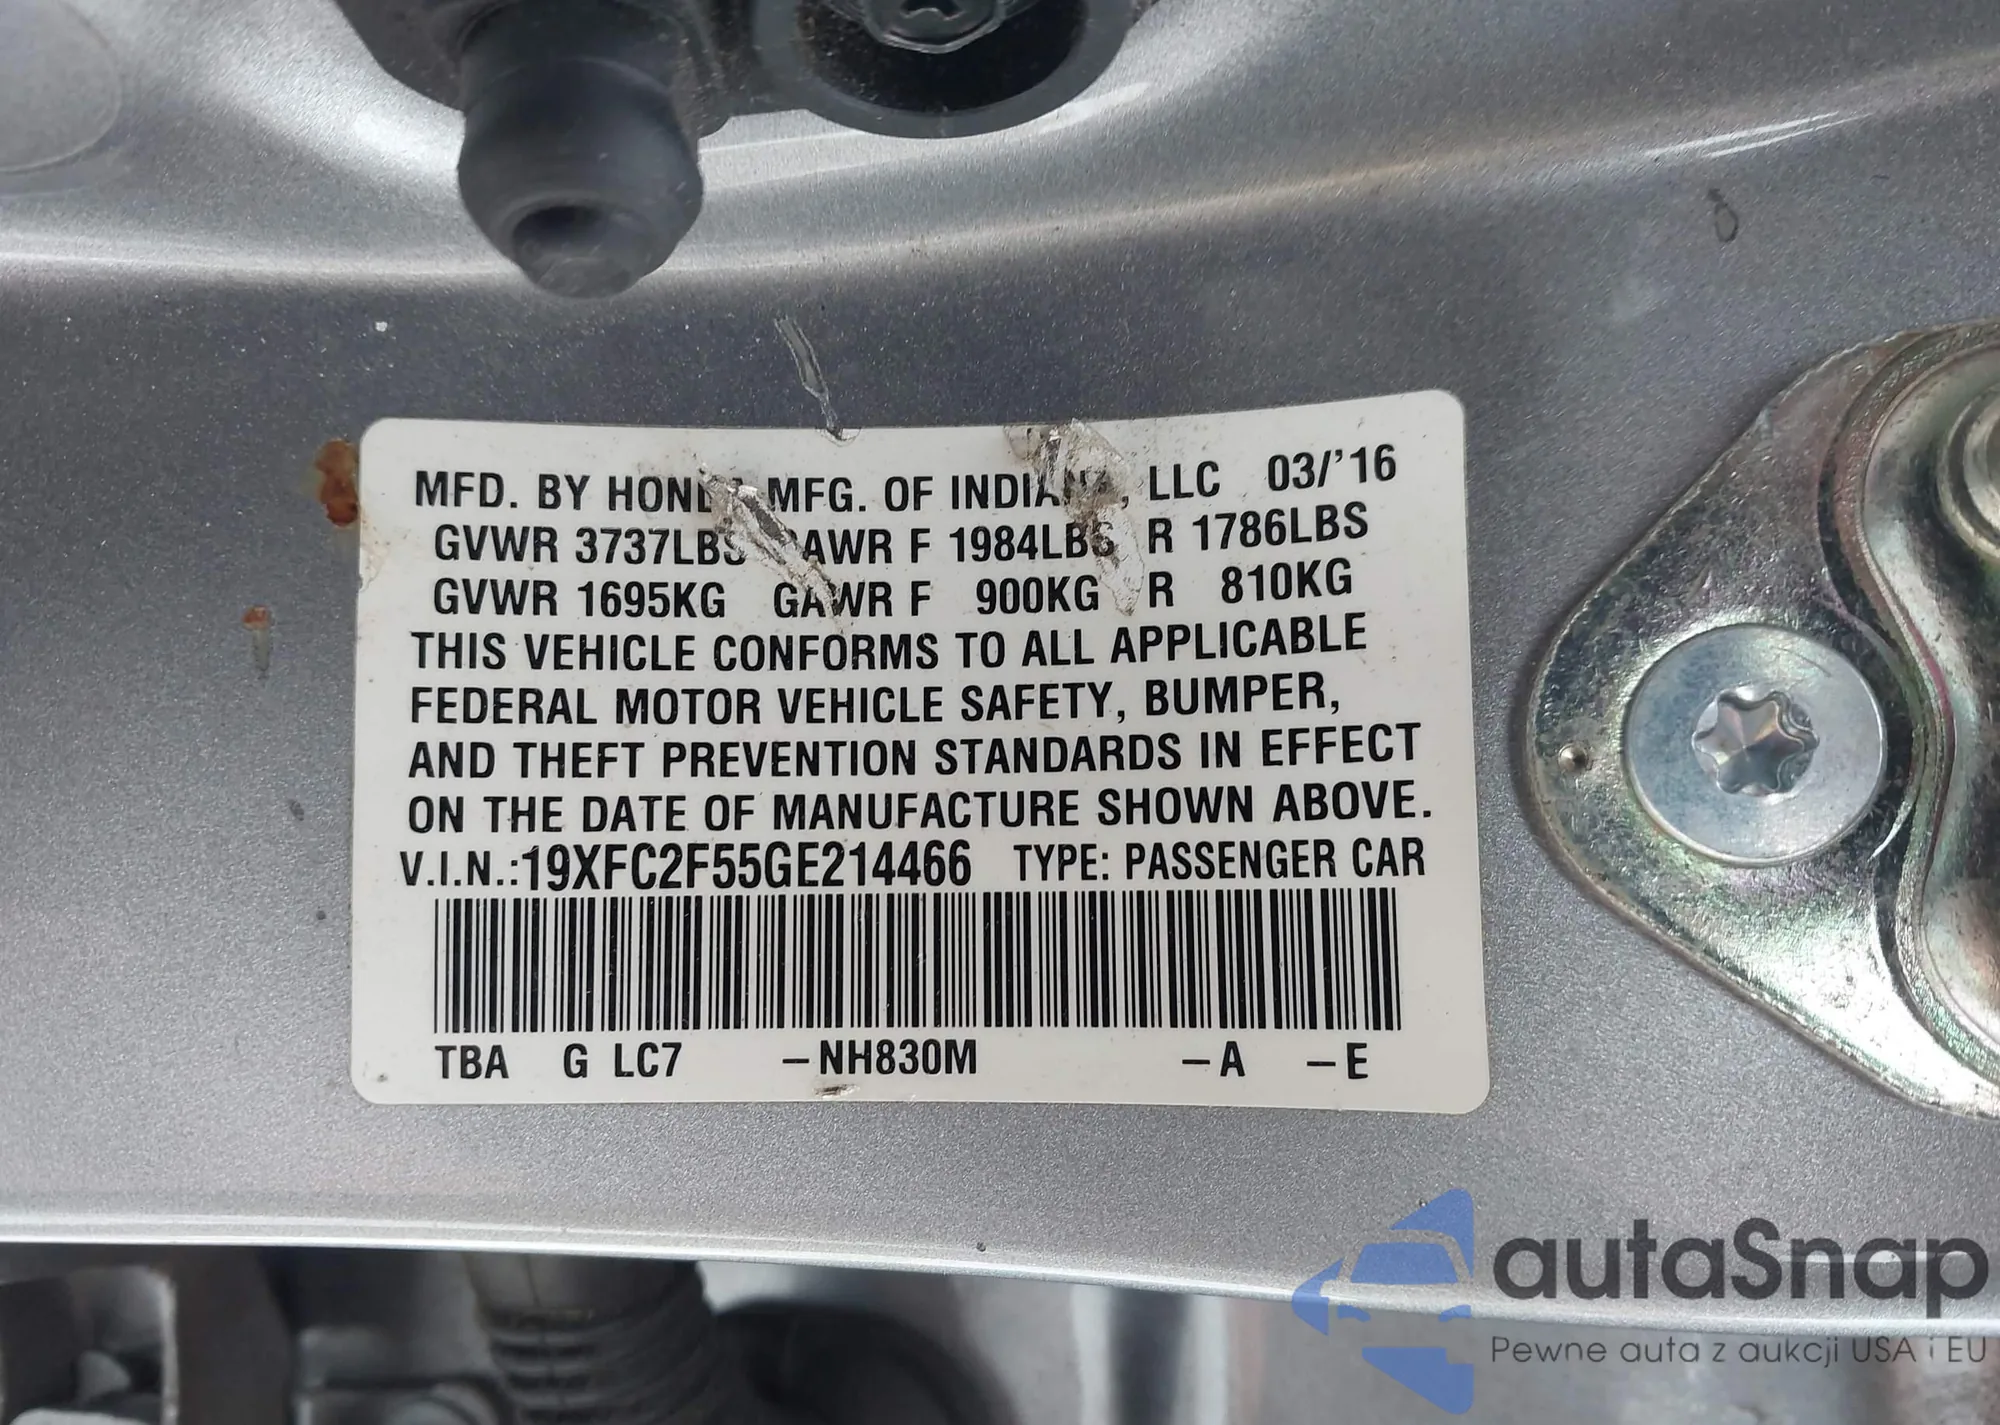 MFD. BY HONDA MFG. OF INDIANA, LLC 03/'16
GVWR 3737LBS GAWR F 1984LBS R 1786LBS
GVWR 1695KG GAWR F 900KG R 810KG
THIS VEHICLE CONFORMS TO ALL APPLICABLE
FEDERAL MOTOR VEHICLE SAFETY, BUMPER,
AND THEFT PREVENTION STANDARDS IN EFFECT
ON THE DATE OF MANUFACTURE SHOWN ABOVE.
V.I.N.:19XFC2F55GE214466 TYPE: PASSENGER CAR
TBA G LC7 -NH830M -A -E
autaSnap
Pewne auta z aukcji USA i EU